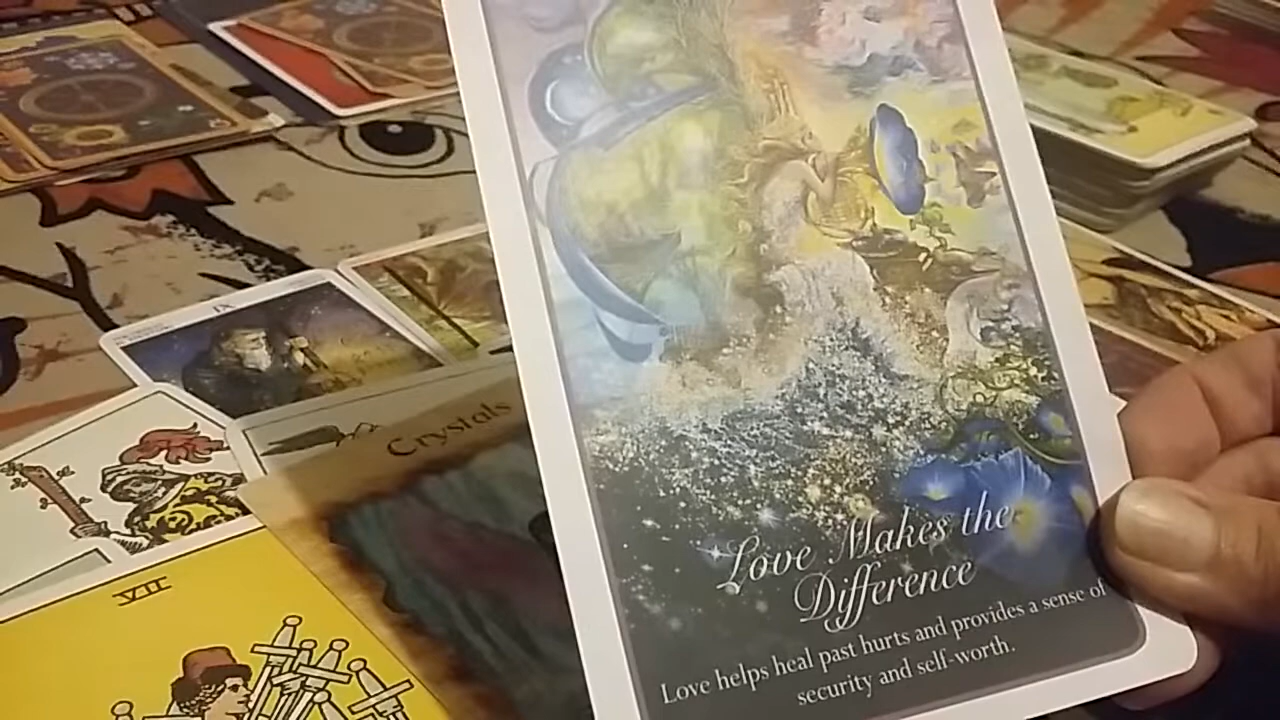 IX
Crystals
VII
Love Makes the
Difference
Love helps heal past hurts and provides a sense of
security and self-worth.